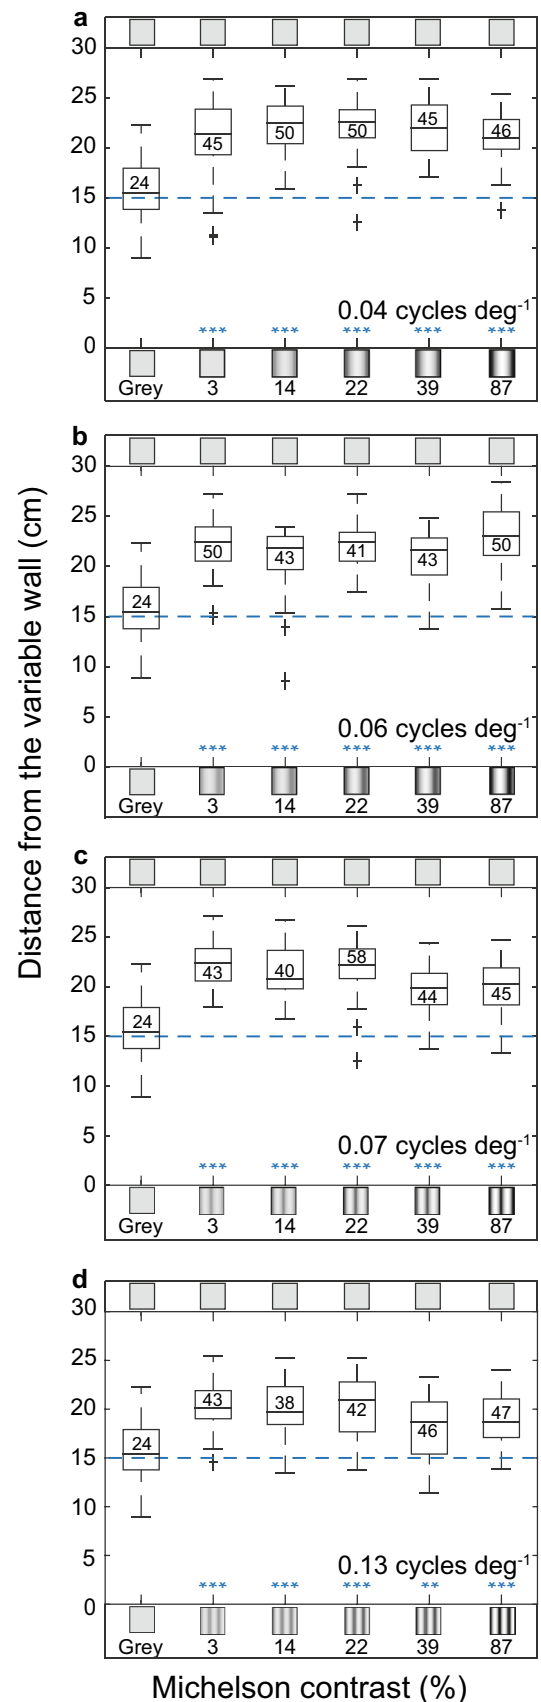 Distance from the variable wall (cm)
a
30
25
20
15
10
5
0
24
45
50
50
45
46
0.04 cycles deg⁻¹
*** *** *** *** ***
Grey 3 14 22 39 87
b
30
25
20
15
10
5
0
24
50
43
41
43
50
0.06 cycles deg⁻¹
*** *** *** *** ***
Grey 3 14 22 39 87
c
30
25
20
15
10
5
0
24
43
40
58
44
45
0.07 cycles deg⁻¹
*** *** *** *** ***
Grey 3 14 22 39 87
d
30
25
20
15
10
5
0
24
43
38
42
46
47
0.13 cycles deg⁻¹
*** *** *** ** ***
Grey 3 14 22 39 87
Michelson contrast (%)